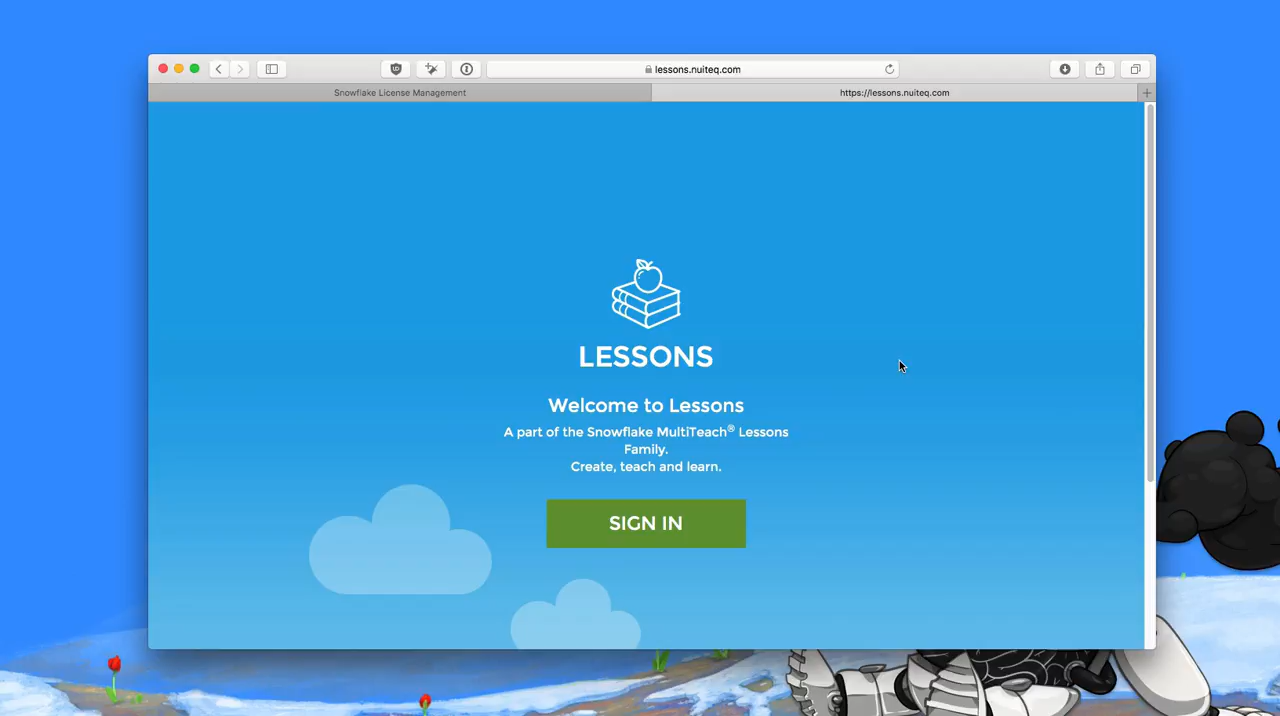 lessons.nuiteq.com
Snowflake License Management
https://lessons.nuiteq.com
LESSONS
Welcome to Lessons
A part of the Snowflake MultiTeach® Lessons
Family.
Create, teach and learn.
SIGN IN